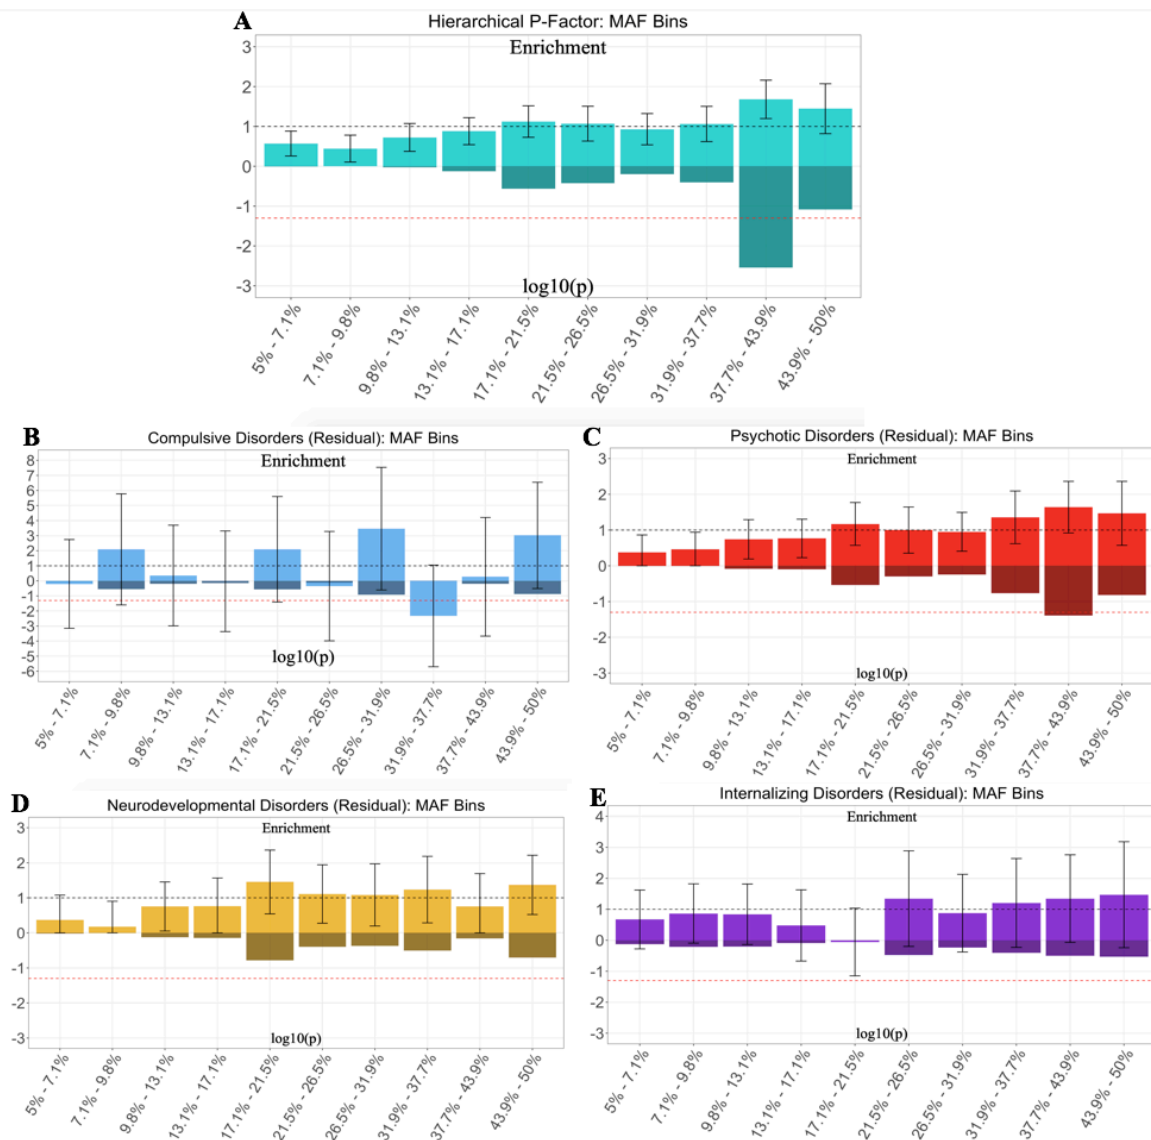 A
Hierarchical P-Factor: MAF Bins
Enrichment
3
2
1
0
-1
-2
-3
log10(p)
5% - 7.1%
7.1% - 9.8%
9.8% - 13.1%
13.1% - 17.1%
17.1% - 21.5%
21.5% - 26.5%
26.5% - 31.9%
31.9% - 37.7%
37.7% - 43.9%
43.9% - 50%
B
Compulsive Disorders (Residual): MAF Bins
Enrichment
8
7
6
5
4
3
2
1
0
-1
-2
-3
-4
-5
-6
log10(p)
5% - 7.1%
7.1% - 9.8%
9.8% - 13.1%
13.1% - 17.1%
17.1% - 21.5%
21.5% - 26.5%
26.5% - 31.9%
31.9% - 37.7%
37.7% - 43.9%
43.9% - 50%
C
Psychotic Disorders (Residual): MAF Bins
Enrichment
3
2
1
0
-1
-2
-3
log10(p)
5% - 7.1%
7.1% - 9.8%
9.8% - 13.1%
13.1% - 17.1%
17.1% - 21.5%
21.5% - 26.5%
26.5% - 31.9%
31.9% - 37.7%
37.7% - 43.9%
43.9% - 50%
D
Neurodevelopmental Disorders (Residual): MAF Bins
Enrichment
3
2
1
0
-1
-2
-3
log10(p)
5% - 7.1%
7.1% - 9.8%
9.8% - 13.1%
13.1% - 17.1%
17.1% - 21.5%
21.5% - 26.5%
26.5% - 31.9%
31.9% - 37.7%
37.7% - 43.9%
43.9% - 50%
E
Internalizing Disorders (Residual): MAF Bins
Enrichment
4
3
2
1
0
-1
-2
-3
log10(p)
5% - 7.1%
7.1% - 9.8%
9.8% - 13.1%
13.1% - 17.1%
17.1% - 21.5%
21.5% - 26.5%
26.5% - 31.9%
31.9% - 37.7%
37.7% - 43.9%
43.9% - 50%